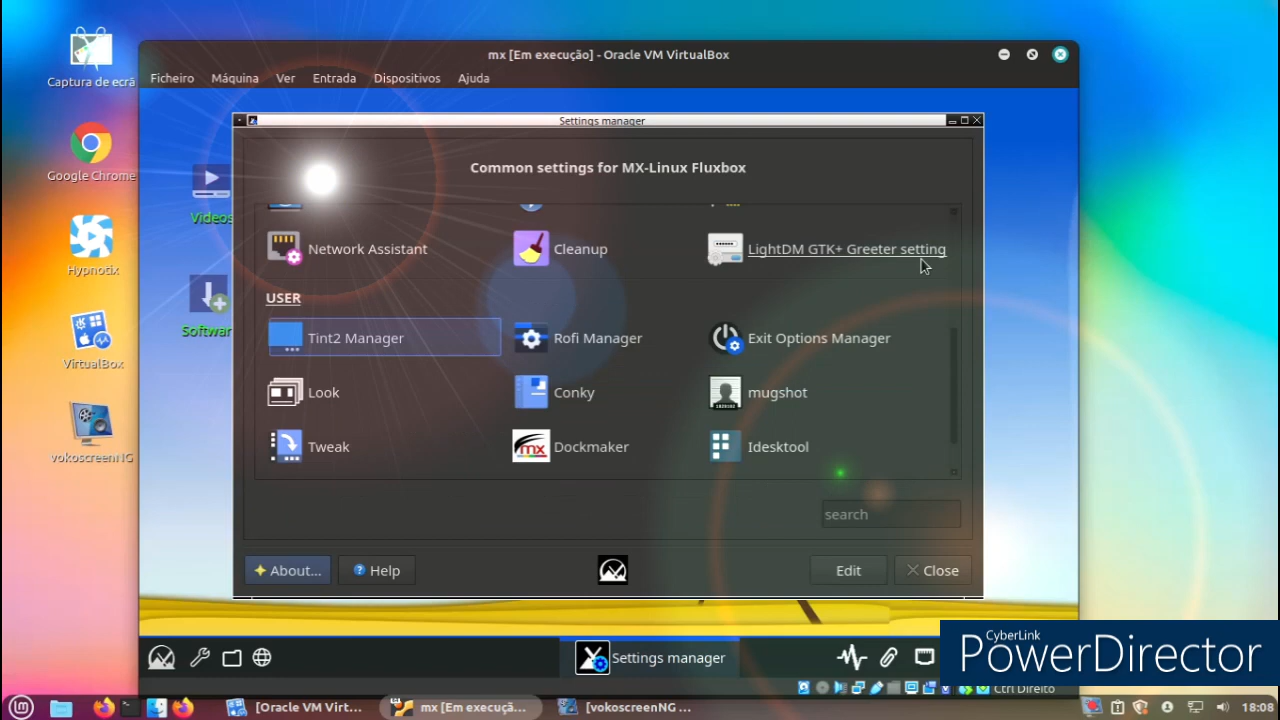 Captura de ecrã
Google Chrome
Hypnotix
VirtualBox
vokoscreenNG
mx [Em execução] - Oracle VM VirtualBox
Ficheiro Máquina Ver Entrada Dispositivos Ajuda
Videos
Softwar
Settings manager
Common settings for MX-Linux Fluxbox
Network Assistant Cleanup LightDM GTK+ Greeter setting
USER
Tint2 Manager Rofi Manager Exit Options Manager
Look Conky mugshot
Tweak Dockmaker Idesktool
search
About... Help Edit Close
Settings manager
CyberLink
PowerDirector
Ctrl Direito
[Oracle VM Virt... mx [Em execuçã... [vokoscreenNG ... 18:08